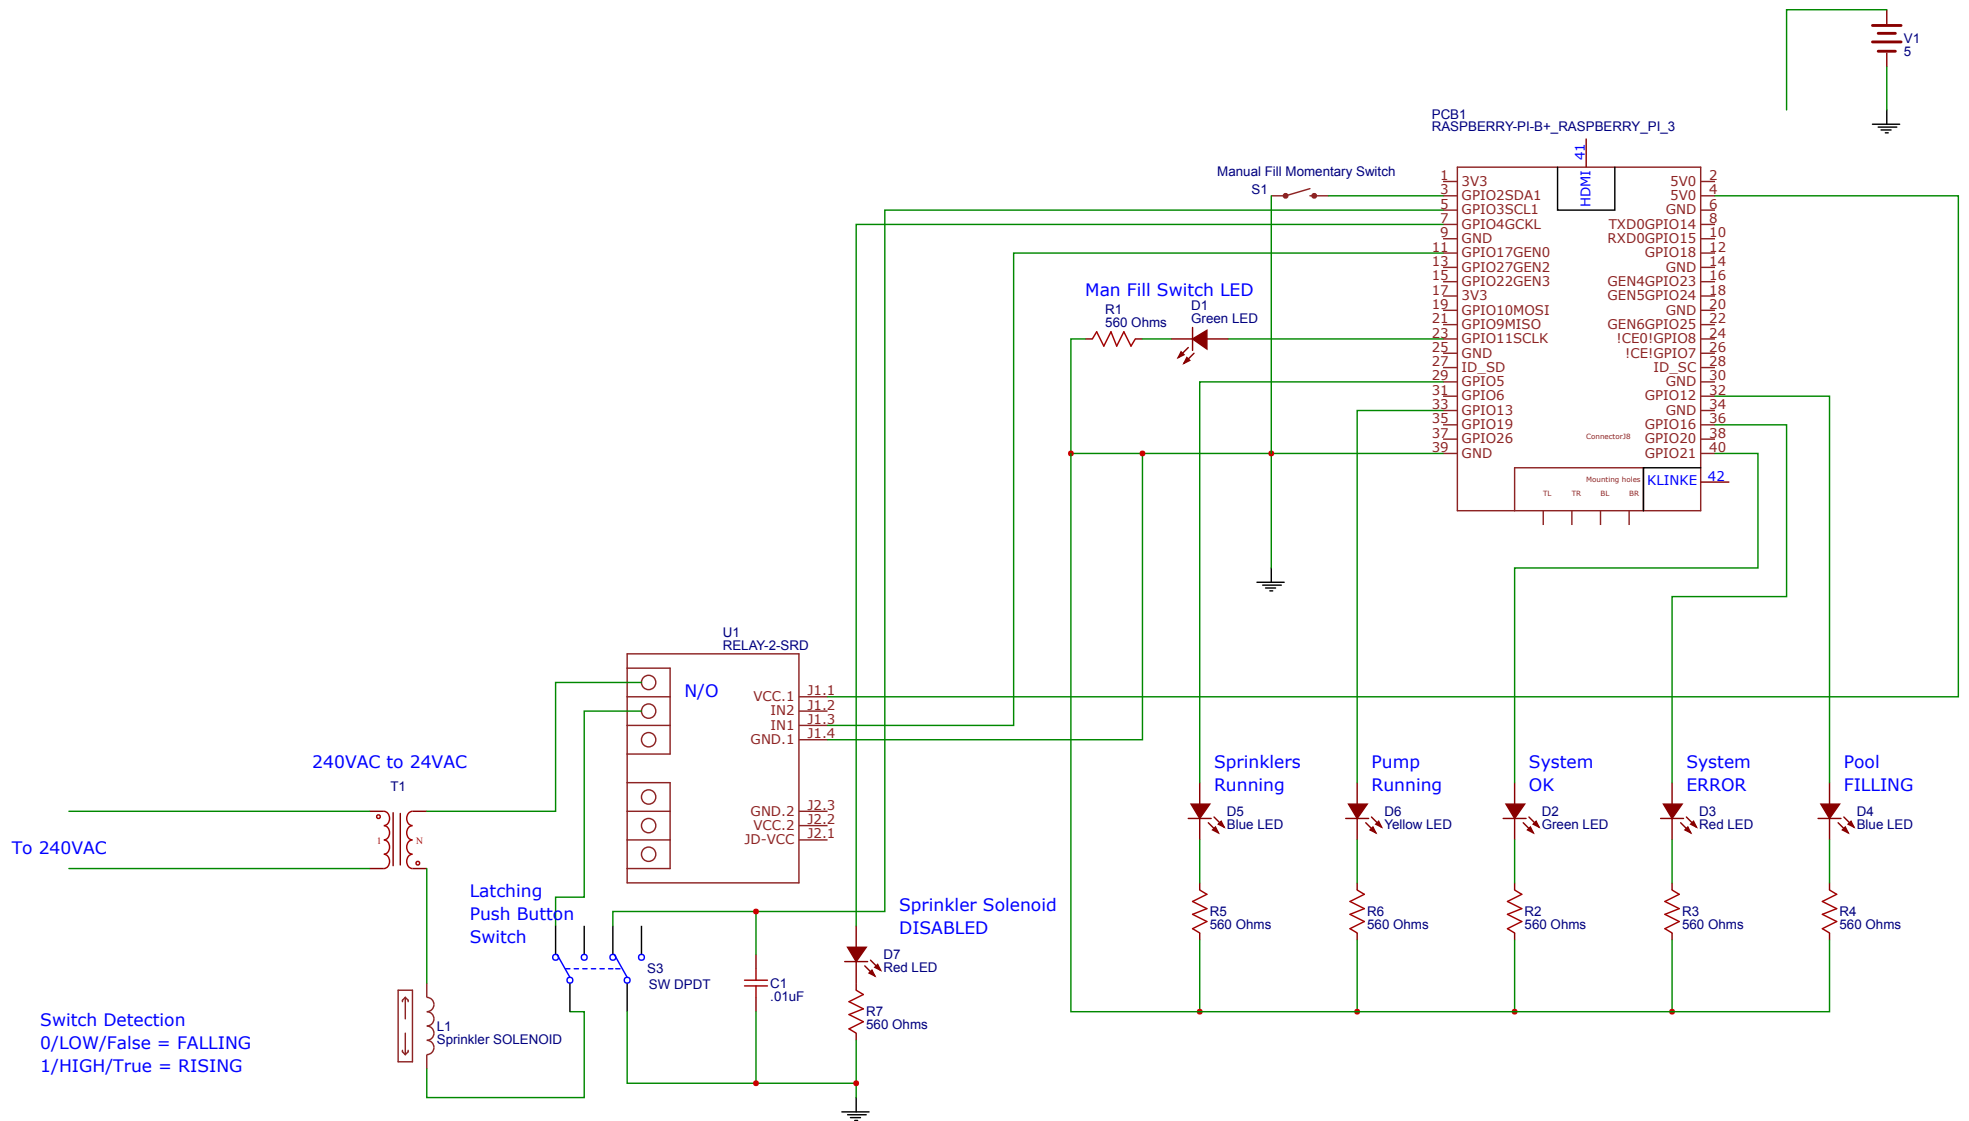 V1
5
PCB1
RASPBERRY-PI-B+_RASPBERRY_PI_3
41
HDMI
Manual Fill Momentary Switch
S1
1 3V3
3 GPIO2SDA1
5 GPIO3SCL1
7 GPIO4GCKL
9 GND
11 GPIO17GEN0
13 GPIO27GEN2
15 GPIO22GEN3
17 3V3
19 GPIO10MOSI
21 GPIO9MISO
23 GPIO11SCLK
25 GND
27 ID_SD
29 GPIO5
31 GPIO6
33 GPIO13
35 GPIO19
37 GPIO26
39 GND
5V0 2
5V0 4
GND 6
TXD0GPIO14 8
RXD0GPIO15 10
GPIO18 12
GND 14
GEN4GPIO23 16
GEN5GPIO24 18
GND 20
GEN6GPIO25 22
!CE0!GPIO8 24
!CE!GPIO7 26
ID_SC 28
GND 30
GPIO12 32
GND 34
GPIO16 36
GPIO20 38
GPIO21 40
ConnectorJ8
Mounting holes
TL TR BL BR
KLINKE 42
Man Fill Switch LED
R1
560 Ohms
D1
Green LED
U1
RELAY-2-SRD
N/O
VCC.1 J1.1
IN2 J1.2
IN1 J1.3
GND.1 J1.4
GND.2 J2.3
VCC.2 J2.2
JD-VCC J2.1
240VAC to 24VAC
T1
I N
To 240VAC
Sprinklers
Running
D5
Blue LED
R5
560 Ohms
Pump
Running
D6
Yellow LED
R6
560 Ohms
System
OK
D2
Green LED
R2
560 Ohms
System
ERROR
D3
Red LED
R3
560 Ohms
Pool
FILLING
D4
Blue LED
R4
560 Ohms
Latching
Push Button
Switch
S3
SW DPDT
C1
.01uF
Sprinkler Solenoid
DISABLED
D7
Red LED
R7
560 Ohms
L1
Sprinkler SOLENOID
Switch Detection
0/LOW/False = FALLING
1/HIGH/True = RISING